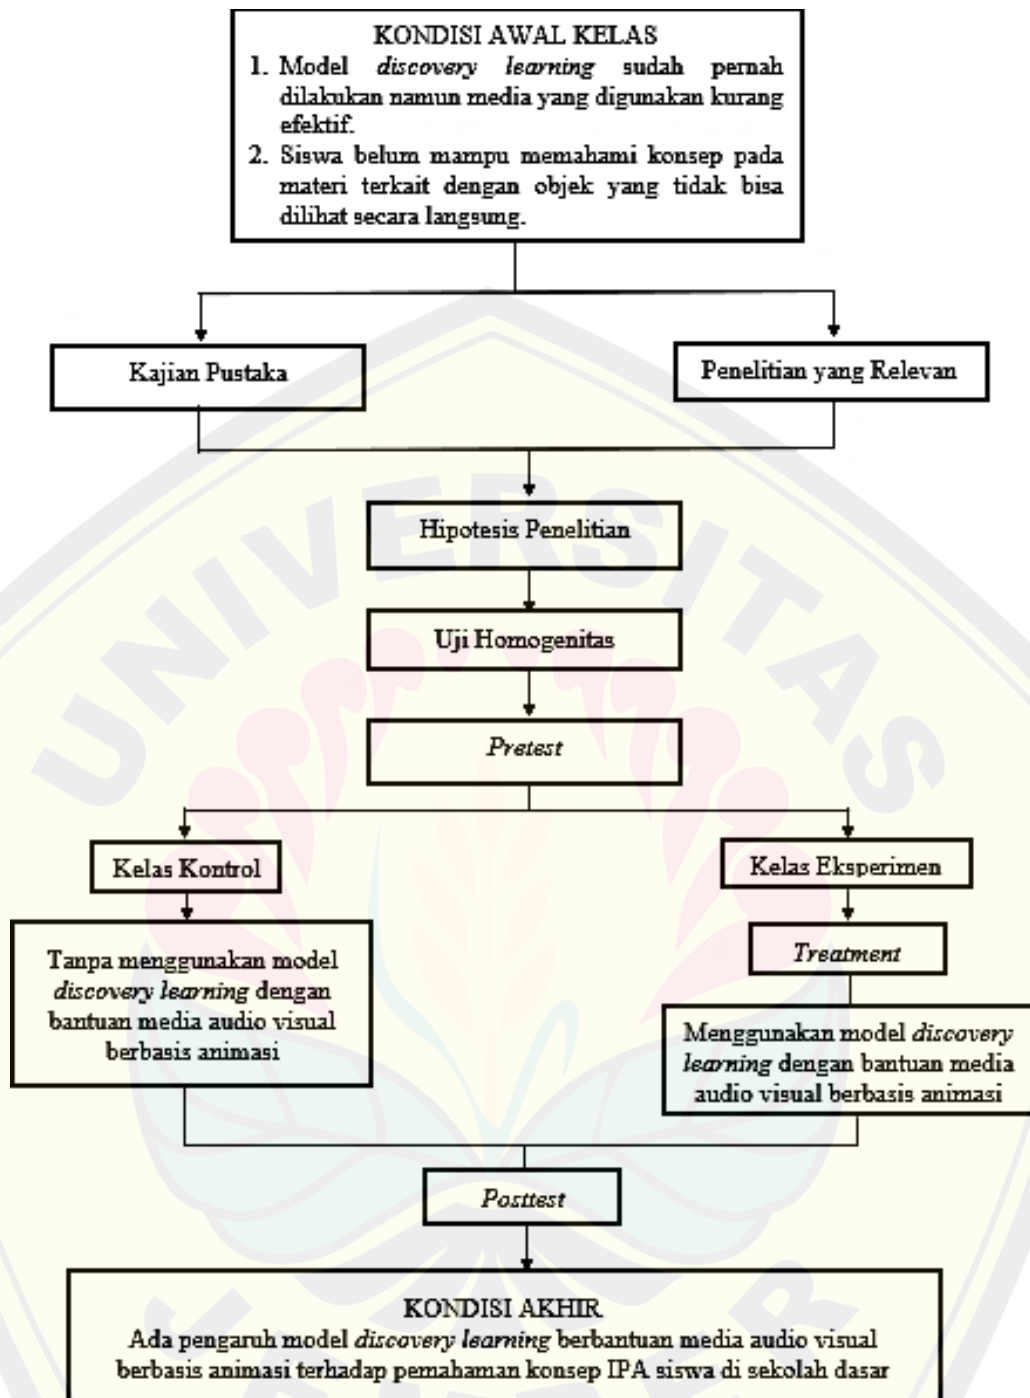 KONDISI AWAL KELAS
1. Model discovery learning sudah pernah
dilakukan namun media yang digunakan kurang
efektif.
2. Siswa belum mampu memahami konsep pada
materi terkait dengan objek yang tidak bisa
dilihat secara langsung.
Kajian Pustaka
Penelitian yang Relevan
Hipotesis Penelitian
Uji Homogenitas
Pretest
Kelas Kontrol
Kelas Eksperimen
Tanpa menggunakan model
discovery learning dengan
bantuan media audio visual
berbasis animasi
Treatment
Menggunakan model discovery
learning dengan bantuan media
audio visual berbasis animasi
Posttest
KONDISI AKHIR
Ada pengaruh model discovery learning berbantuan media audio visual
berbasis animasi terhadap pemahaman konsep IPA siswa di sekolah dasar
UNIVERSITAS